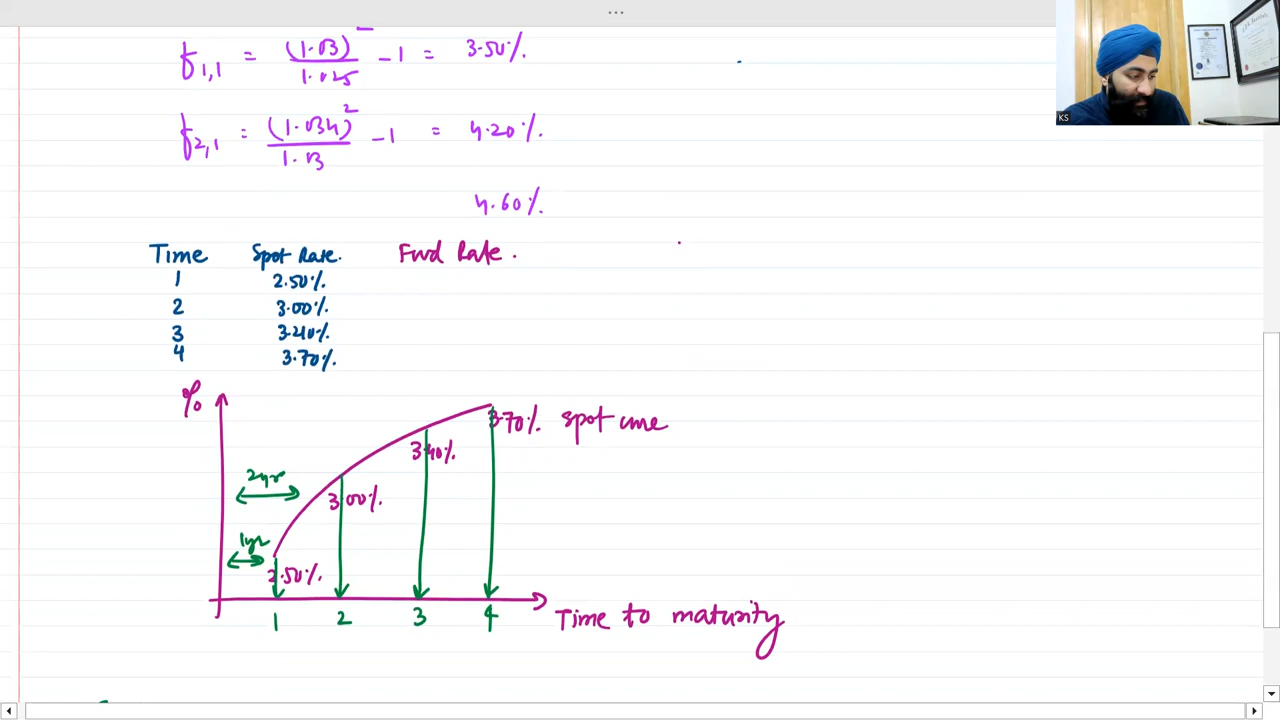 f1,1 = (1.03)^2 / 1.025 - 1 = 3.50%.
f2,1 = (1.034)^2 / 1.03 - 1 = 4.20%.
4.60%.
Time Spot Rate. Fwd Rate.
1 2.50%
2 3.00%
3 3.40%
4 3.70%
%
3.70% spot curve
3.40%.
2yr
3.00%.
1yr
2.50%.
1 2 3 4 Time to maturity
KS